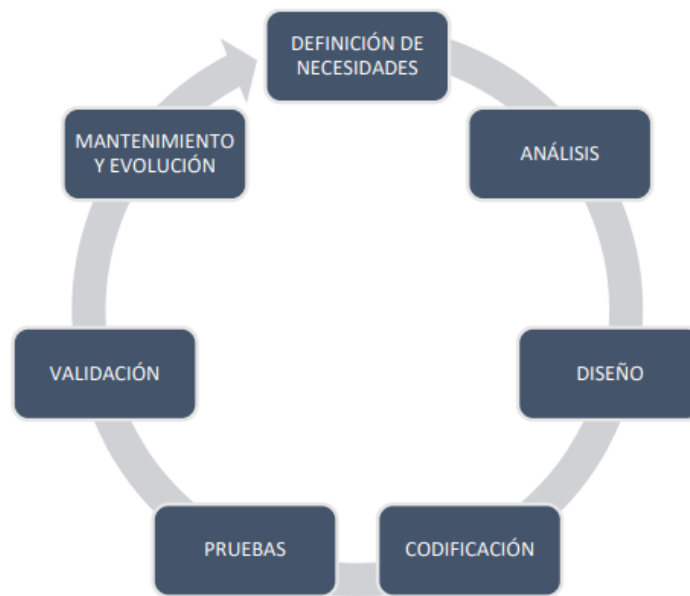 DEFINICIÓN DE
NECESIDADES
ANÁLISIS
DISEÑO
CODIFICACIÓN
PRUEBAS
VALIDACIÓN
MANTENIMIENTO
Y EVOLUCIÓN